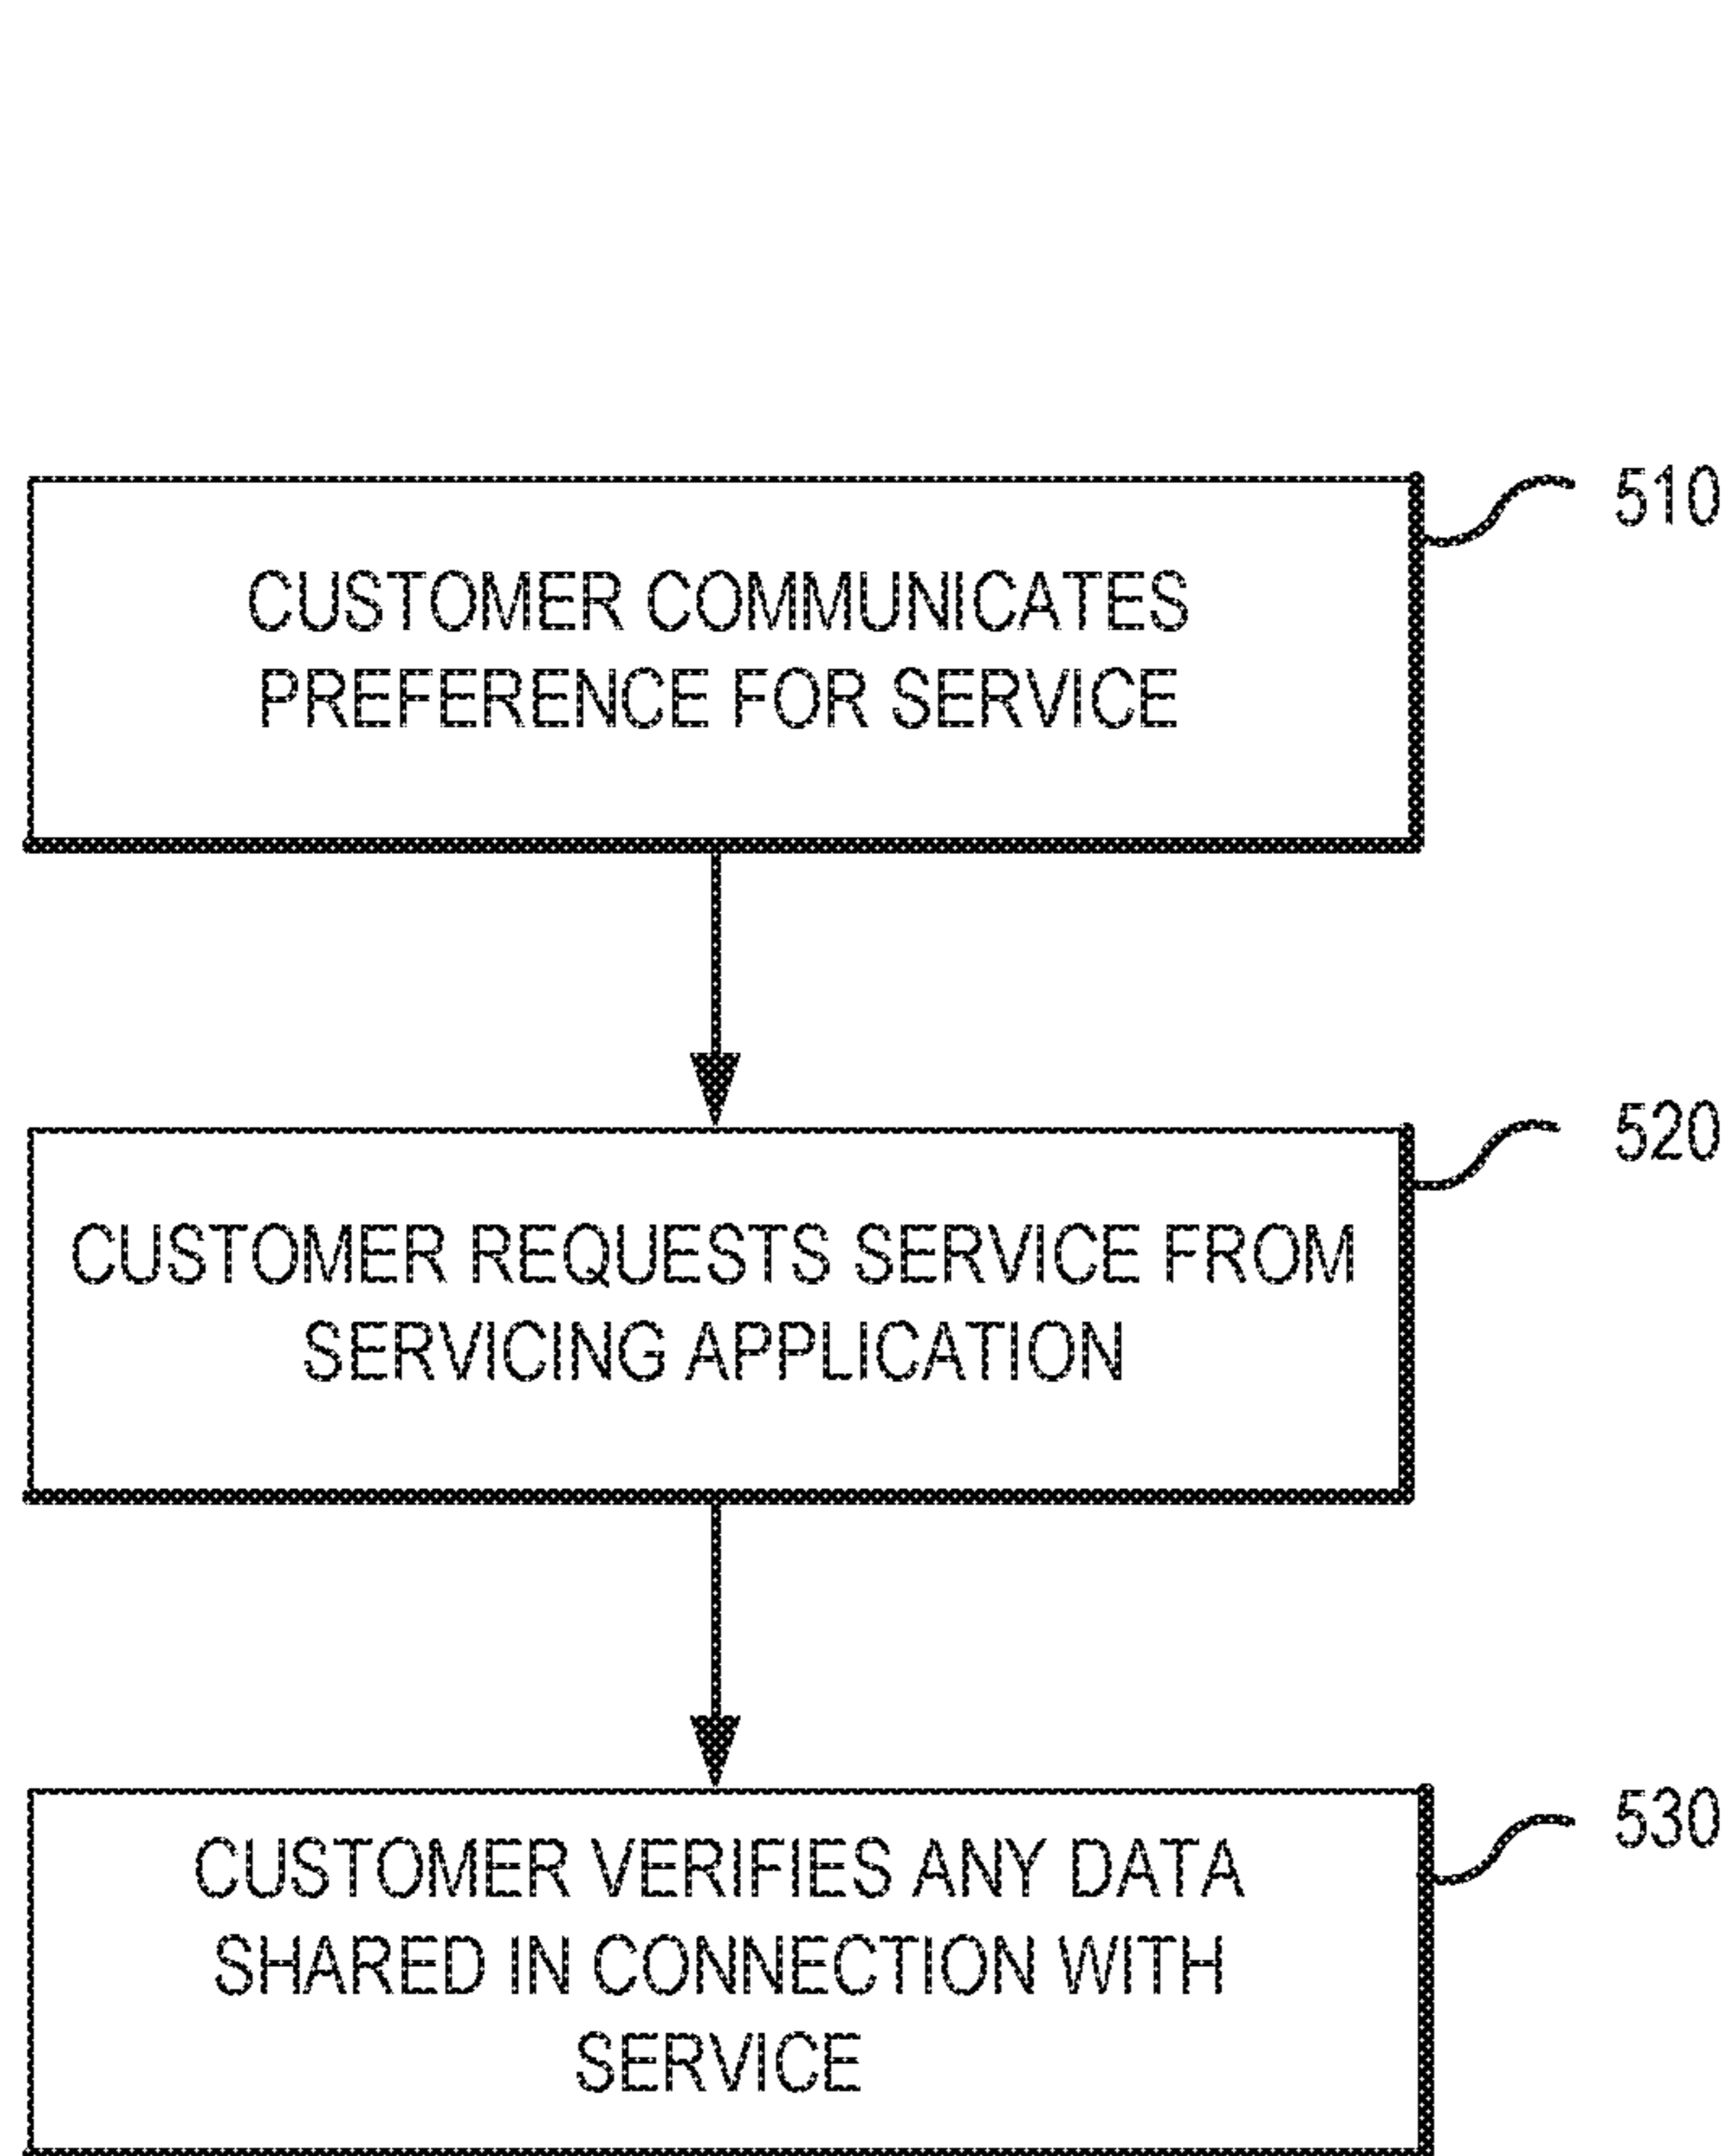 510
CUSTOMER COMMUNICATES
PREFERENCE FOR SERVICE
520
CUSTOMER REQUESTS SERVICE FROM
SERVICING APPLICATION
530
CUSTOMER VERIFIES ANY DATA
SHARED IN CONNECTION WITH
SERVICE